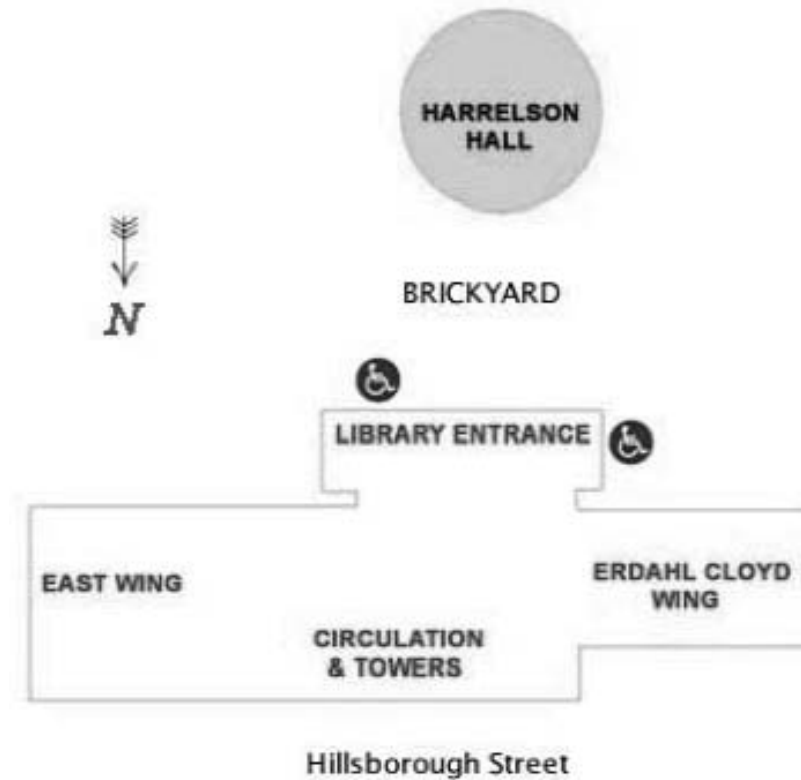 HARRELSON
HALL
N
BRICKYARD
LIBRARY ENTRANCE
EAST WING
ERDAHL CLOYD
WING
CIRCULATION
& TOWERS
Hillsborough Street